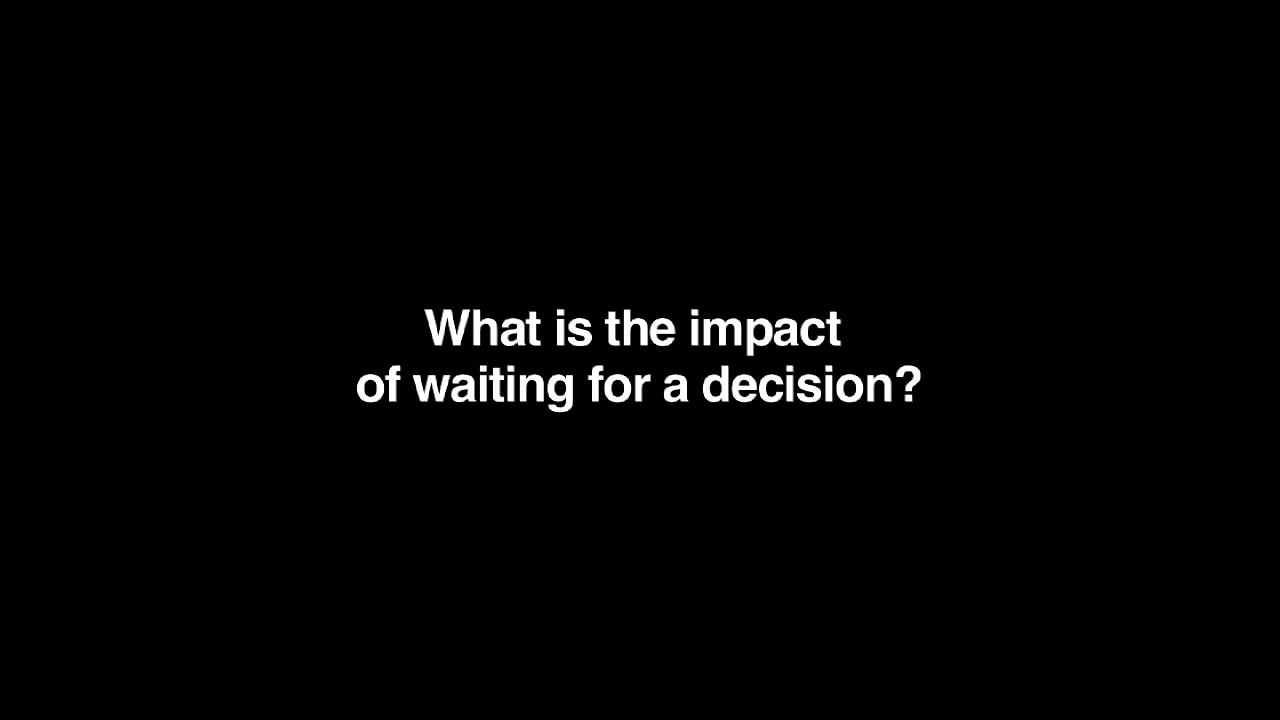 What is the impact
of waiting for a decision?